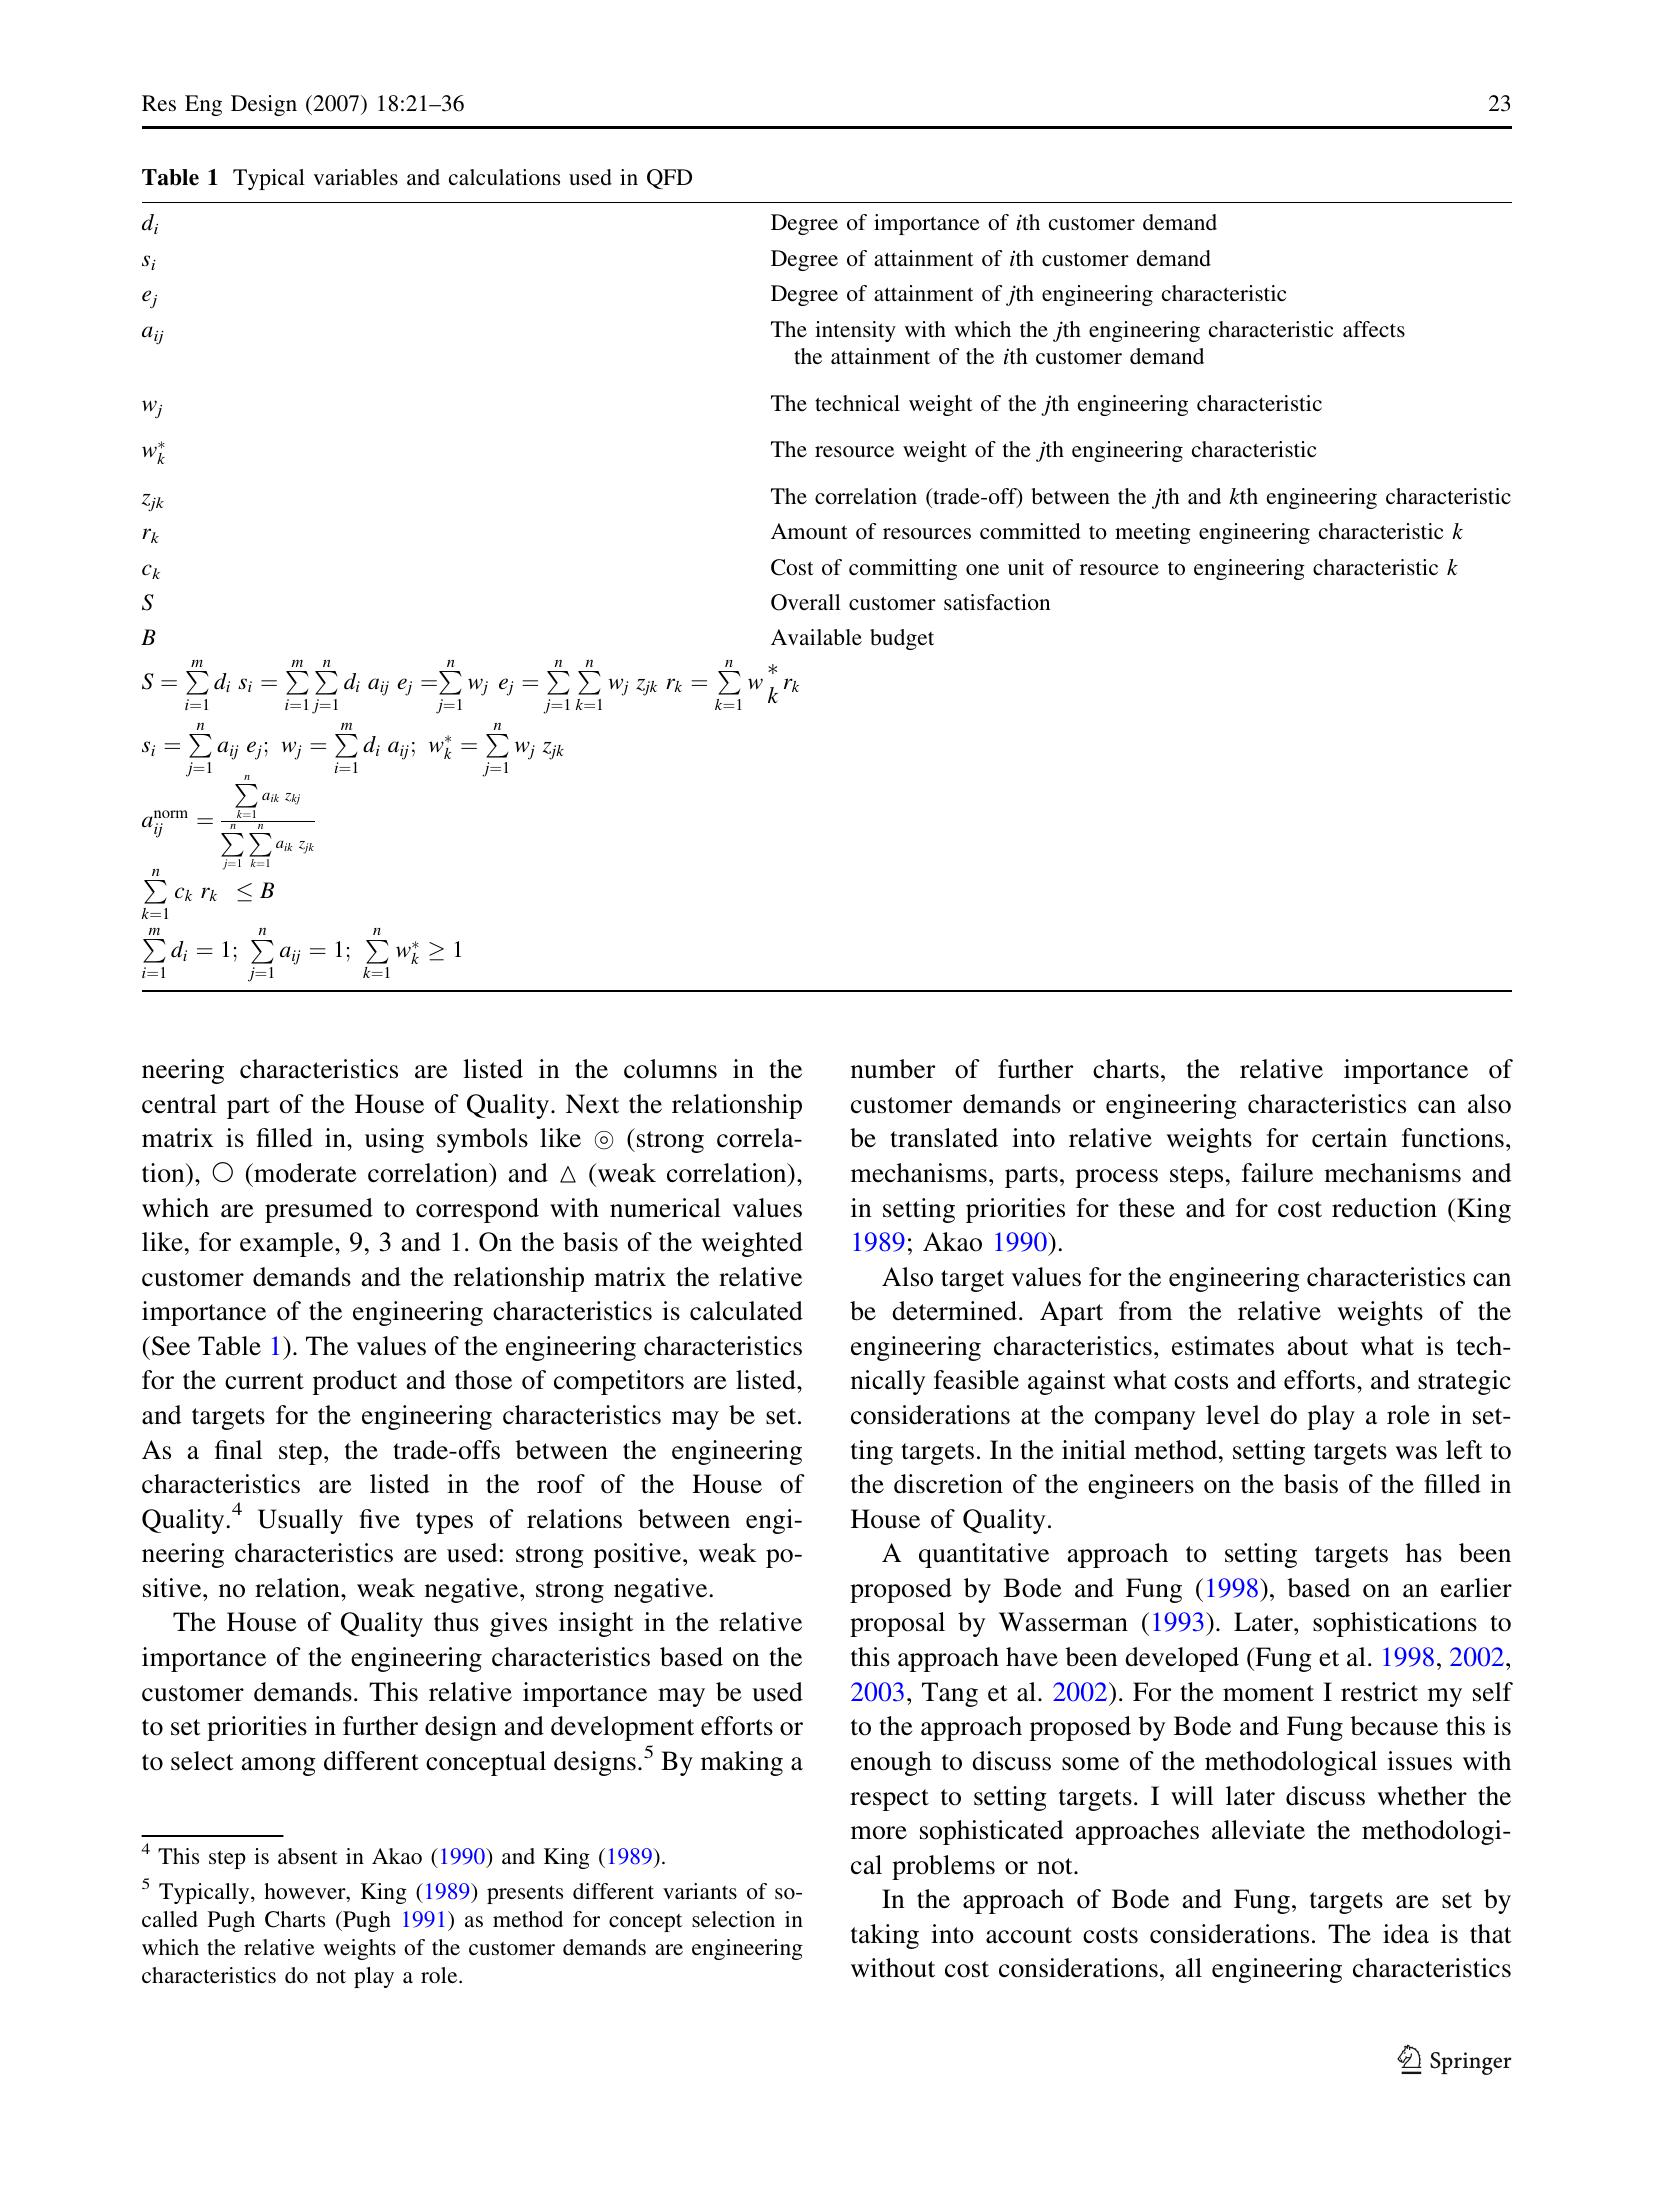 Res Eng Design (2007) 18:21–36 23
Table 1 Typical variables and calculations used in QFD
d_i Degree of importance of ith customer demand
s_i Degree of attainment of ith customer demand
e_j Degree of attainment of jth engineering characteristic
a_ij The intensity with which the jth engineering characteristic affects
the attainment of the ith customer demand
w_j The technical weight of the jth engineering characteristic
w_k^* The resource weight of the jth engineering characteristic
z_jk The correlation (trade-off) between the jth and kth engineering characteristic
r_k Amount of resources committed to meeting engineering characteristic k
c_k Cost of committing one unit of resource to engineering characteristic k
S Overall customer satisfaction
B Available budget
S = \sum_{i=1}^{m} d_i s_i = \sum_{i=1}^{m} \sum_{j=1}^{n} d_i a_{ij} e_j = \sum_{j=1}^{n} w_j e_j = \sum_{j=1}^{n} \sum_{k=1}^{n} w_j z_{jk} r_k = \sum_{k=1}^{n} w_k^* r_k
s_i = \sum_{j=1}^{n} a_{ij} e_j; w_j = \sum_{i=1}^{m} d_i a_{ij}; w_k^* = \sum_{j=1}^{n} w_j z_{jk}
a_{ij}^{norm} = \frac{\sum_{k=1}^{n} a_{ik} z_{kj}}{\sum_{j=1}^{n} \sum_{k=1}^{n} a_{ik} z_{jk}}
\sum_{k=1}^{n} c_k r_k ≤ B
\sum_{i=1}^{m} d_i = 1; \sum_{j=1}^{n} a_{ij} = 1; \sum_{k=1}^{n} w_k^* ≥ 1
neering characteristics are listed in the columns in the
central part of the House of Quality. Next the relationship
matrix is filled in, using symbols like ◎ (strong correla-
tion), ○ (moderate correlation) and △ (weak correlation),
which are presumed to correspond with numerical values
like, for example, 9, 3 and 1. On the basis of the weighted
customer demands and the relationship matrix the relative
importance of the engineering characteristics is calculated
(See Table 1). The values of the engineering characteristics
for the current product and those of competitors are listed,
and targets for the engineering characteristics may be set.
As a final step, the trade-offs between the engineering
characteristics are listed in the roof of the House of
Quality.4 Usually five types of relations between engi-
neering characteristics are used: strong positive, weak po-
sitive, no relation, weak negative, strong negative.
The House of Quality thus gives insight in the relative
importance of the engineering characteristics based on the
customer demands. This relative importance may be used
to set priorities in further design and development efforts or
to select among different conceptual designs.5 By making a
4 This step is absent in Akao (1990) and King (1989).
5 Typically, however, King (1989) presents different variants of so-
called Pugh Charts (Pugh 1991) as method for concept selection in
which the relative weights of the customer demands are engineering
characteristics do not play a role.
number of further charts, the relative importance of
customer demands or engineering characteristics can also
be translated into relative weights for certain functions,
mechanisms, parts, process steps, failure mechanisms and
in setting priorities for these and for cost reduction (King
1989; Akao 1990).
Also target values for the engineering characteristics can
be determined. Apart from the relative weights of the
engineering characteristics, estimates about what is tech-
nically feasible against what costs and efforts, and strategic
considerations at the company level do play a role in set-
ting targets. In the initial method, setting targets was left to
the discretion of the engineers on the basis of the filled in
House of Quality.
A quantitative approach to setting targets has been
proposed by Bode and Fung (1998), based on an earlier
proposal by Wasserman (1993). Later, sophistications to
this approach have been developed (Fung et al. 1998, 2002,
2003, Tang et al. 2002). For the moment I restrict my self
to the approach proposed by Bode and Fung because this is
enough to discuss some of the methodological issues with
respect to setting targets. I will later discuss whether the
more sophisticated approaches alleviate the methodologi-
cal problems or not.
In the approach of Bode and Fung, targets are set by
taking into account costs considerations. The idea is that
without cost considerations, all engineering characteristics
Springer